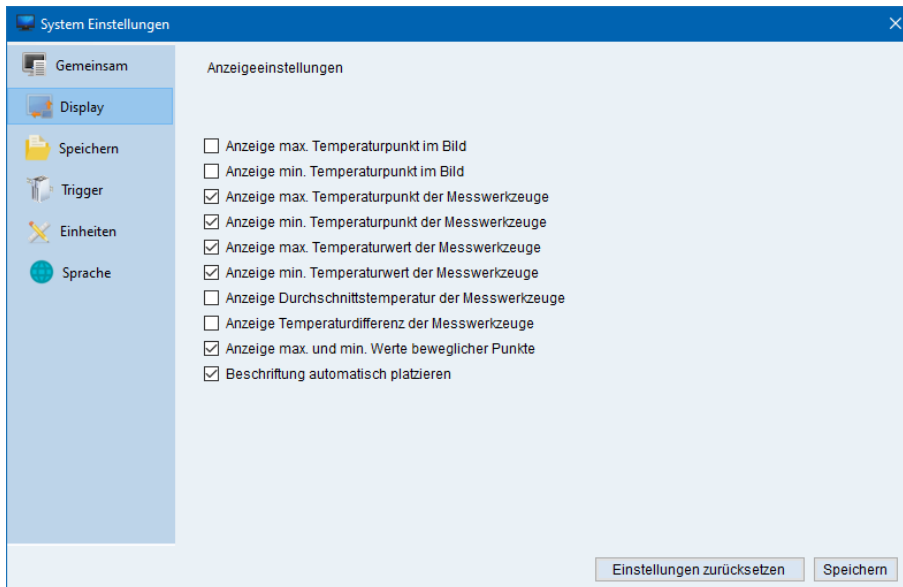 System Einstellungen
Gemeinsam
Display
Speichern
Trigger
Einheiten
Sprache
Anzeigeeinstellungen
Anzeige max. Temperaturpunkt im Bild
Anzeige min. Temperaturpunkt im Bild
Anzeige max. Temperaturpunkt der Messwerkzeuge
Anzeige min. Temperaturpunkt der Messwerkzeuge
Anzeige max. Temperaturwert der Messwerkzeuge
Anzeige min. Temperaturwert der Messwerkzeuge
Anzeige Durchschnittstemperatur der Messwerkzeuge
Anzeige Temperaturdifferenz der Messwerkzeuge
Anzeige max. und min. Werte beweglicher Punkte
Beschriftung automatisch platzieren
Einstellungen zurücksetzen
Speichern